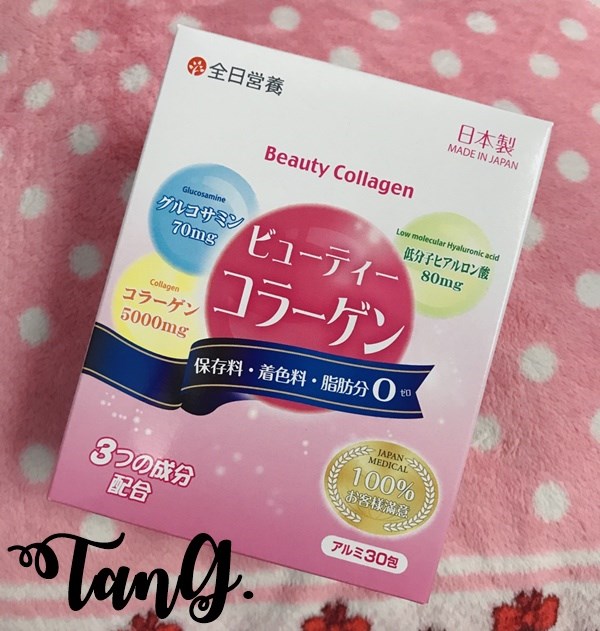 全日営養
日本製
MADE IN JAPAN
Beauty Collagen
Glucosamine
グルコサミン
70mg
Low molecular Hyaluronic acid
低分子ヒアルロン酸
80mg
Collagen
コラーゲン
5000mg
ビューティー
コラーゲン
保存料・着色料・脂肪分0ゼロ
3つの成分
配合
JAPAN
MEDICAL
100%
お客様満意
アルミ30包
TanG.